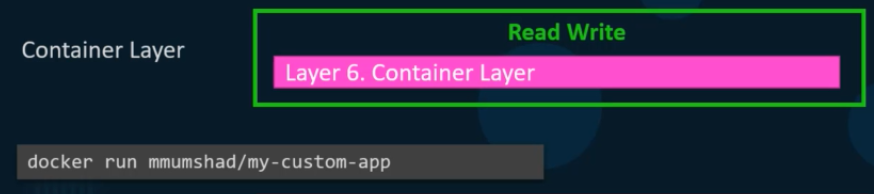 Read Write
Container Layer
Layer 6. Container Layer
docker run mmumshad/my-custom-app